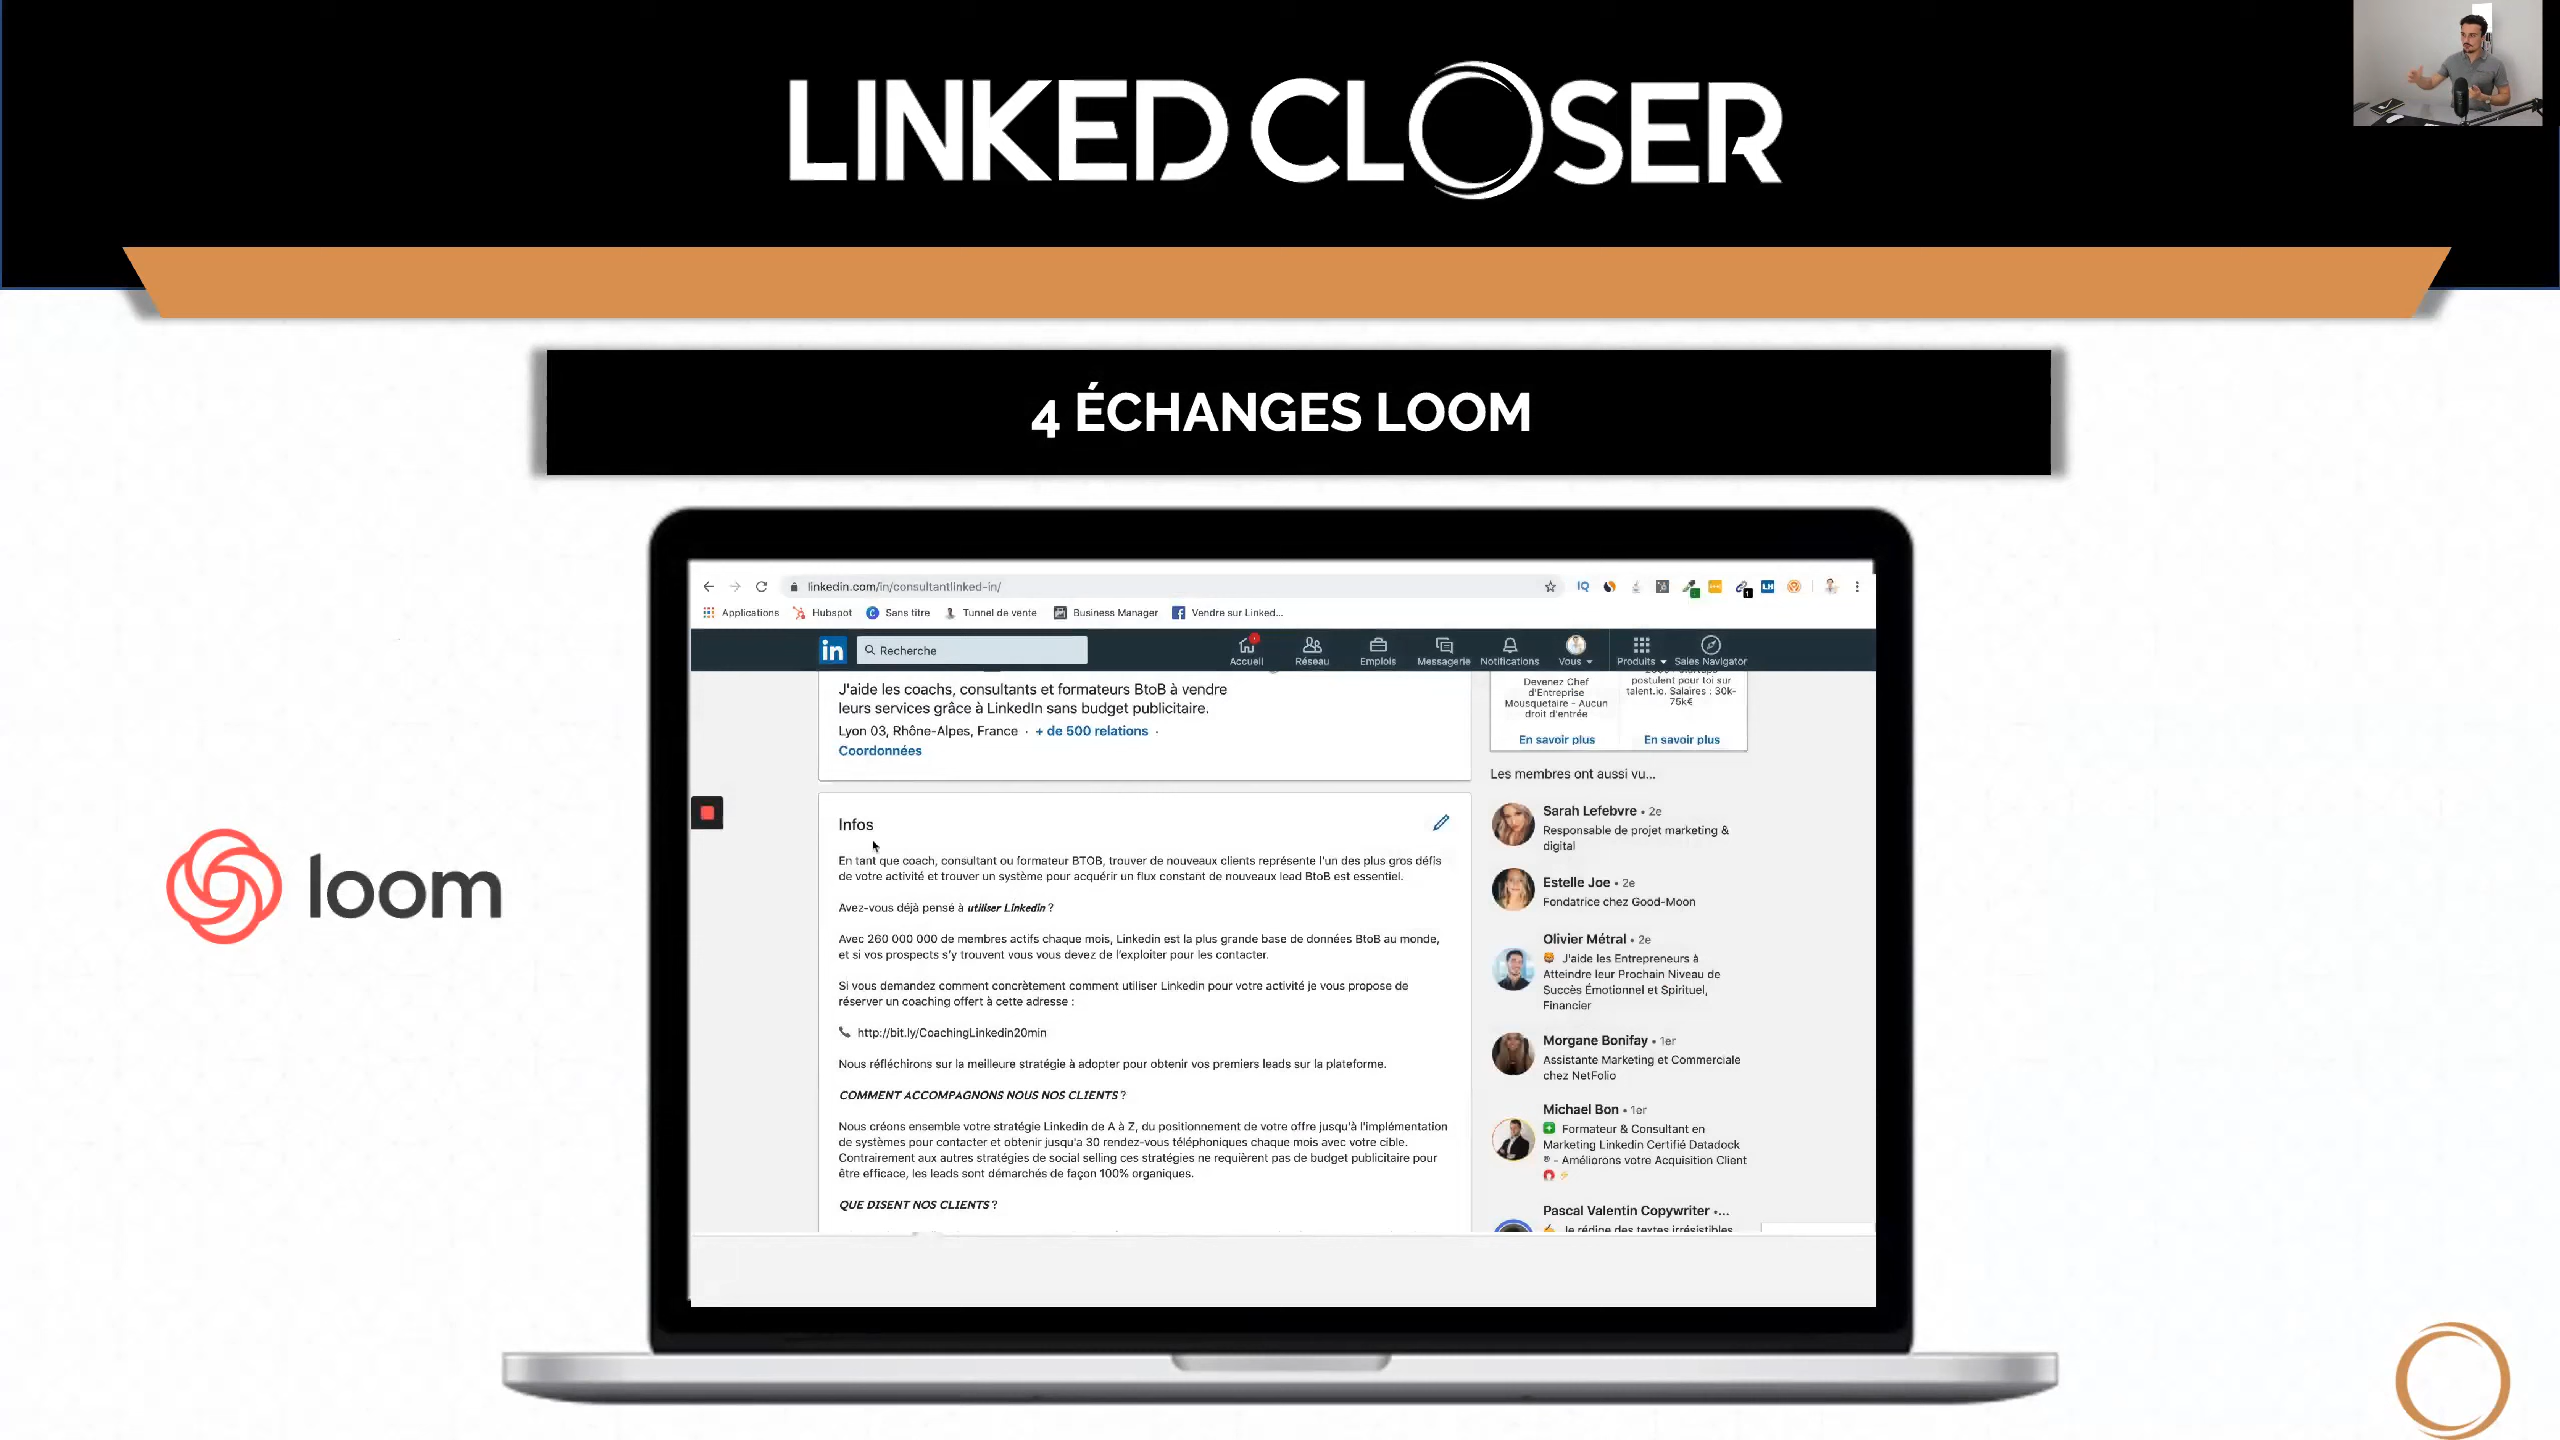 LINKED CLOSER
4 ÉCHANGES LOOM
loom
linkedin.com/in/consultantlinked-in/
Applications Hubspot Sans titre Tunnel de vente Business Manager Vendre sur Linked...
in Recherche Accueil Réseau Emplois Messagerie Notifications Vous Produits Sales Navigator
J'aide les coachs, consultants et formateurs BtoB à vendre
leurs services grâce à LinkedIn sans budget publicitaire.
Lyon 03, Rhône-Alpes, France · + de 500 relations ·
Coordonnées
Infos
En tant que coach, consultant ou formateur BTOB, trouver de nouveaux clients représente l'un des plus gros défis
de votre activité et trouver un système pour acquérir un flux constant de nouveaux lead BtoB est essentiel.
Avez-vous déjà pensé à utiliser Linkedin ?
Avec 260 000 000 de membres actifs chaque mois, Linkedin est la plus grande base de données BtoB au monde,
et si vos prospects s'y trouvent vous vous devez de l'exploiter pour les contacter.
Si vous demandez comment concrètement comment utiliser Linkedin pour votre activité je vous propose de
réserver un coaching offert à cette adresse :
http://bit.ly/CoachingLinkedin20min
Nous réfléchirons sur la meilleure stratégie à adopter pour obtenir vos premiers leads sur la plateforme.
COMMENT ACCOMPAGNONS NOUS NOS CLIENTS ?
Nous créons ensemble votre stratégie Linkedin de A à Z, du positionnement de votre offre jusqu'à l'implémentation
de systèmes pour contacter et obtenir jusqu'a 30 rendez-vous téléphoniques chaque mois avec votre cible.
Contrairement aux autres stratégies de social selling ces stratégies ne requièrent pas de budget publicitaire pour
être efficace, les leads sont démarchés de façon 100% organiques.
QUE DISENT NOS CLIENTS ?
Devenez Chef
d'Entreprise
Mousquetaire - Aucun
droit d'entrée
En savoir plus
postulent pour toi sur
talent.io. Salaires : 30k-
75k€
En savoir plus
Les membres ont aussi vu...
Sarah Lefebvre • 2e
Responsable de projet marketing &
digital
Estelle Joe • 2e
Fondatrice chez Good-Moon
Olivier Métral • 2e
J'aide les Entrepreneurs à
Atteindre leur Prochain Niveau de
Succès Émotionnel et Spirituel,
Financier
Morgane Bonifay • 1er
Assistante Marketing et Commerciale
chez NetFolio
Michael Bon • 1er
Formateur & Consultant en
Marketing Linkedin Certifié Datadock
® - Améliorons votre Acquisition Client
Pascal Valentin Copywriter •...
Je rédige des textes irrésistibles